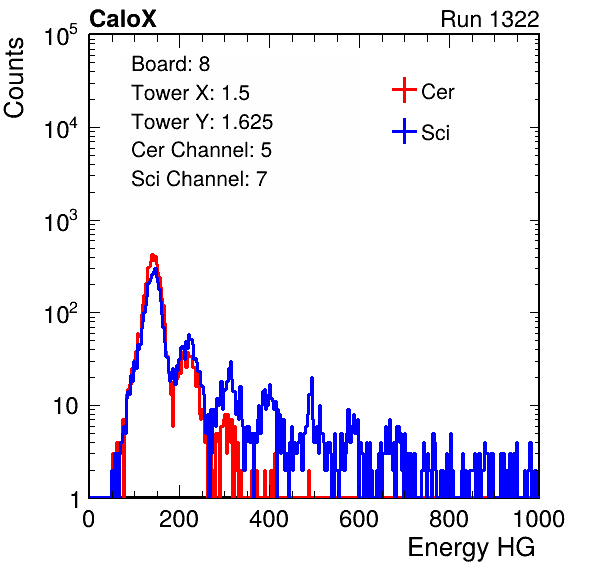 CaloX Run 1322
Counts
Board: 8
Tower X: 1.5
Tower Y: 1.625
Cer Channel: 5
Sci Channel: 7
Cer
Sci
10^5
10^4
10^3
10^2
10
1
0 200 400 600 800 1000
Energy HG